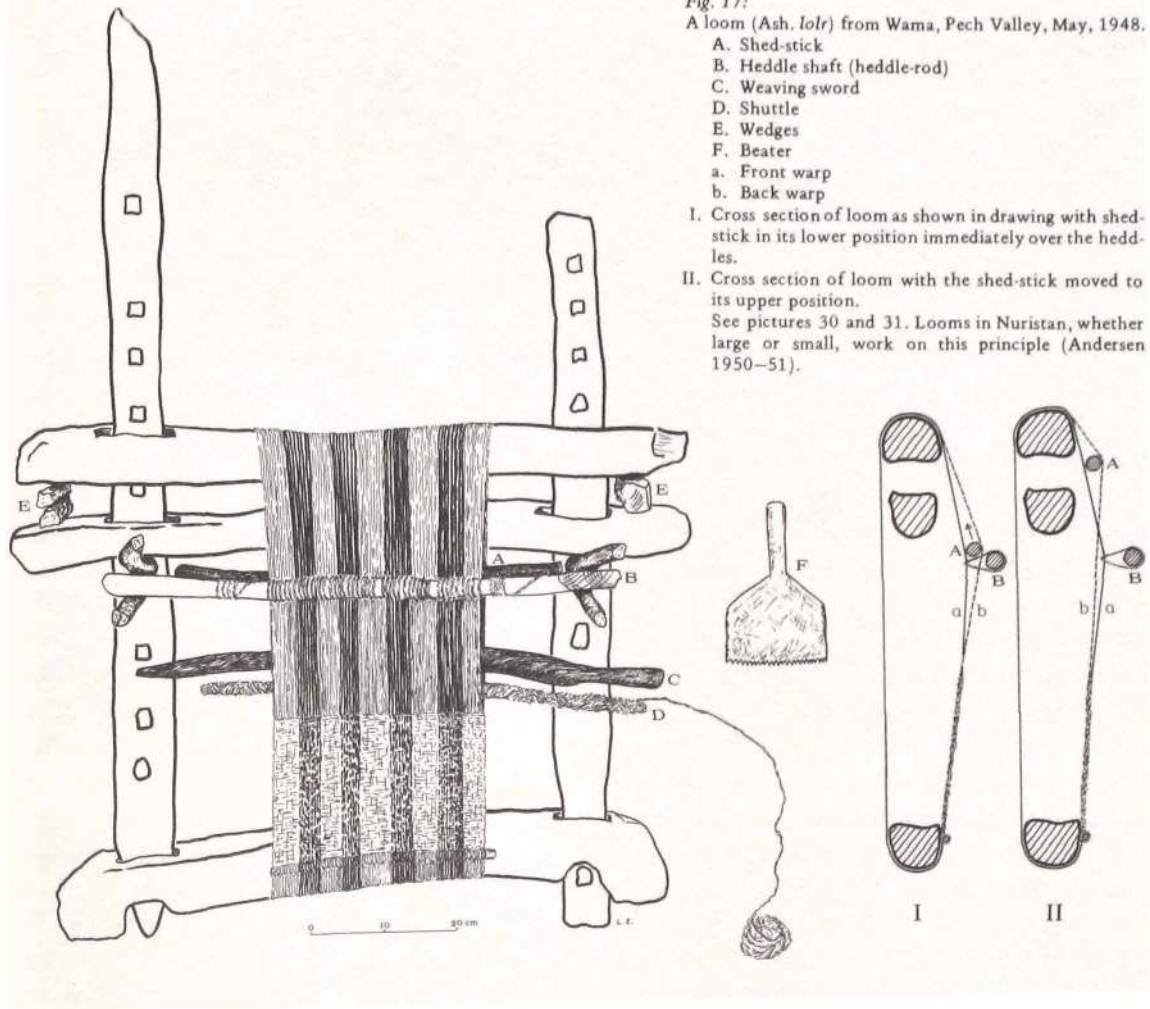 Fig. 17:
A loom (Ash. lolr) from Wama, Pech Valley, May, 1948.
A. Shed-stick
B. Heddle shaft (heddle-rod)
C. Weaving sword
D. Shuttle
E. Wedges
F. Beater
a. Front warp
b. Back warp
I. Cross section of loom as shown in drawing with shed-
stick in its lower position immediately over the hedd-
les.
II. Cross section of loom with the shed-stick moved to
its upper position.
See pictures 30 and 31. Looms in Nuristan, whether
large or small, work on this principle (Andersen
1950–51).
E
E
A
B
C
D
F
0 10 20 cm
L.E.
A
B
a b
I
A
B
b a
II